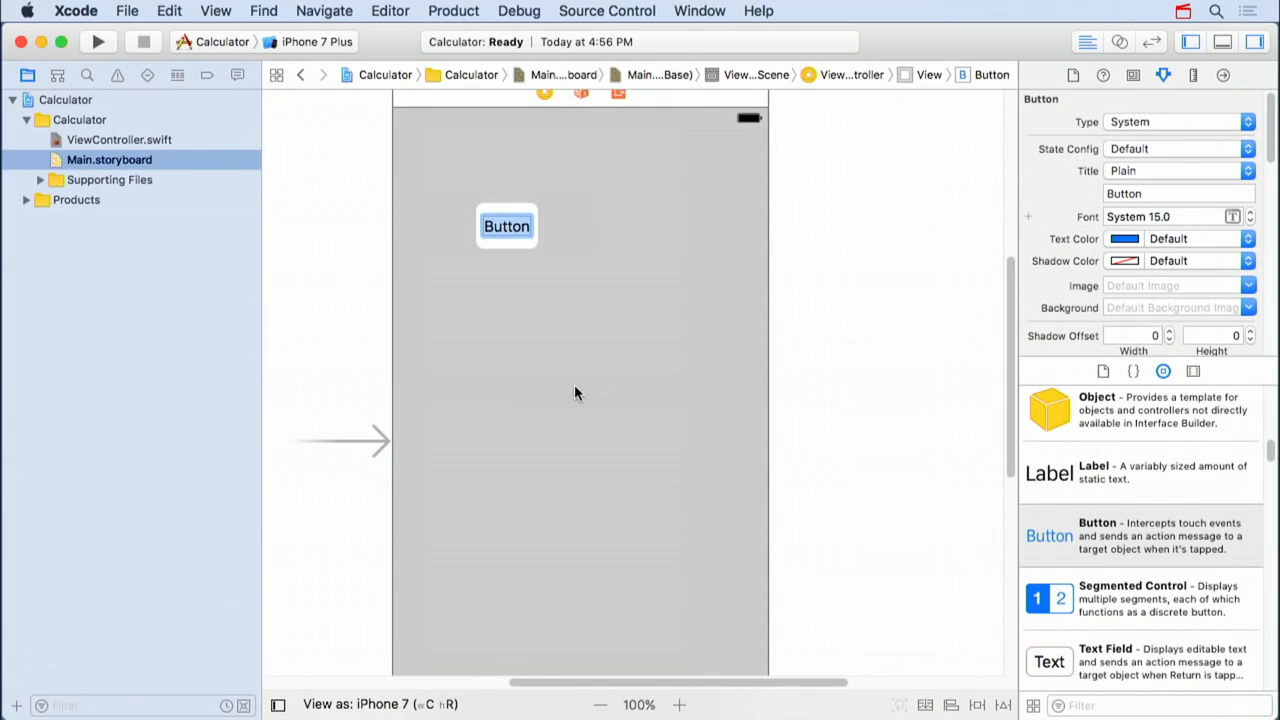 Xcode File Edit View Find Navigate Editor Product Debug Source Control Window Help
Calculator iPhone 7 Plus
Calculator: Ready Today at 4:56 PM
Calculator Calculator Main....board Main....Base) View...Scene View...troller View B Button
Calculator
Calculator
ViewController.swift
Main.storyboard
Supporting Files
Products
Button
Button
Type System
State Config Default
Title Plain
Button
Font System 15.0 T
Text Color Default
Shadow Color Default
Image Default Image
Background Default Background Imag
Shadow Offset 0 0
Width Height
{}
Object - Provides a template for
objects and controllers not directly
available in Interface Builder.
Label
Label - A variably sized amount of
static text.
Button
Button - Intercepts touch events
and sends an action message to a
target object when it's tapped.
1 2
Segmented Control - Displays
multiple segments, each of which
functions as a discrete button.
Text
Text Field - Displays editable text
and sends an action message to a
target object when Return is tapp...
Filter
View as: iPhone 7 (wC hR)
— 100% +
Filter